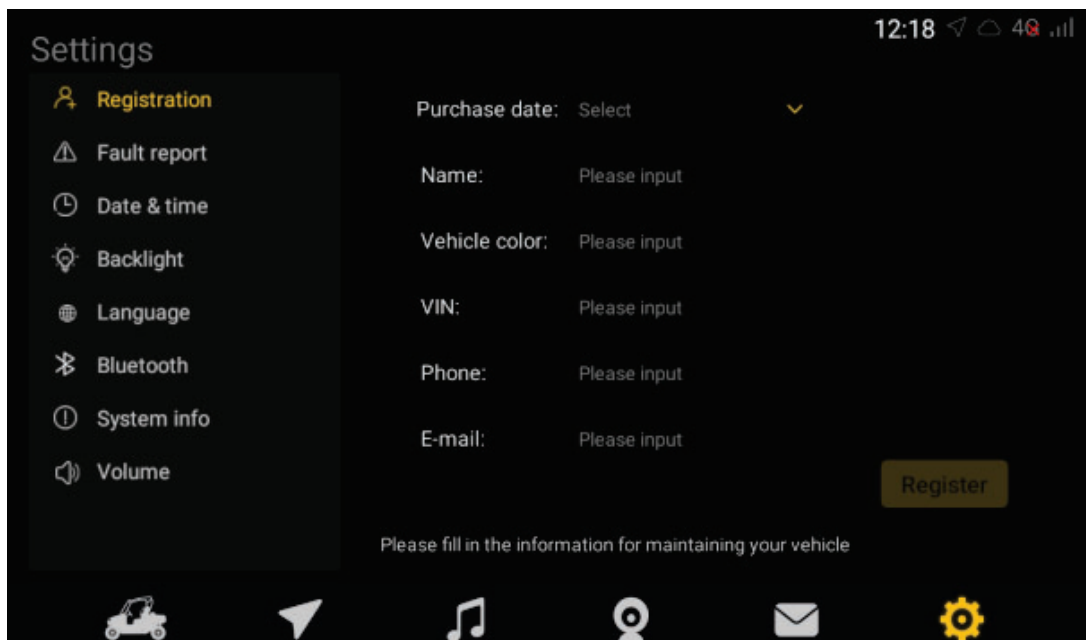 12:18 4G
Settings
Registration
Fault report
Date & time
Backlight
Language
Bluetooth
System info
Volume
Purchase date: Select
Name: Please input
Vehicle color: Please input
VIN: Please input
Phone: Please input
E-mail: Please input
Register
Please fill in the information for maintaining your vehicle